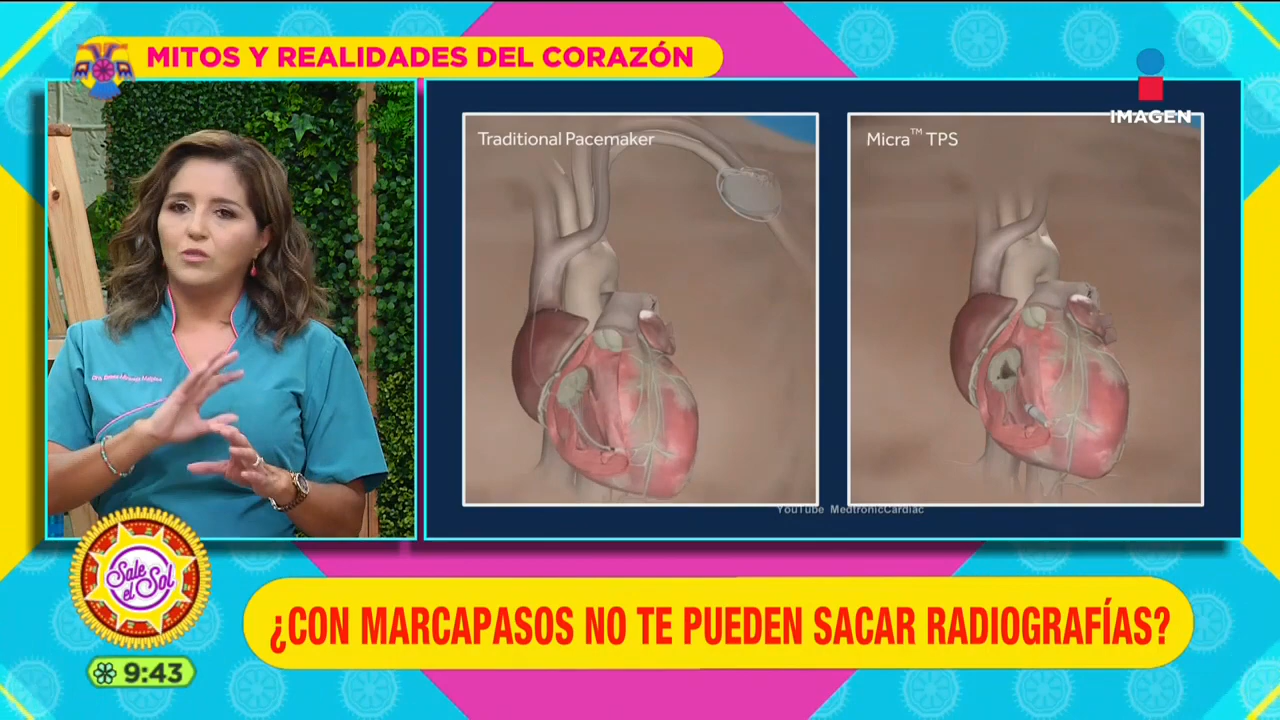 MITOS Y REALIDADES DEL CORAZÓN
IMAGEN
Traditional Pacemaker
Micra™ TPS
YouTube MedtronicCardiac
Sale
el Sol
¿CON MARCAPASOS NO TE PUEDEN SACAR RADIOGRAFÍAS?
9:43